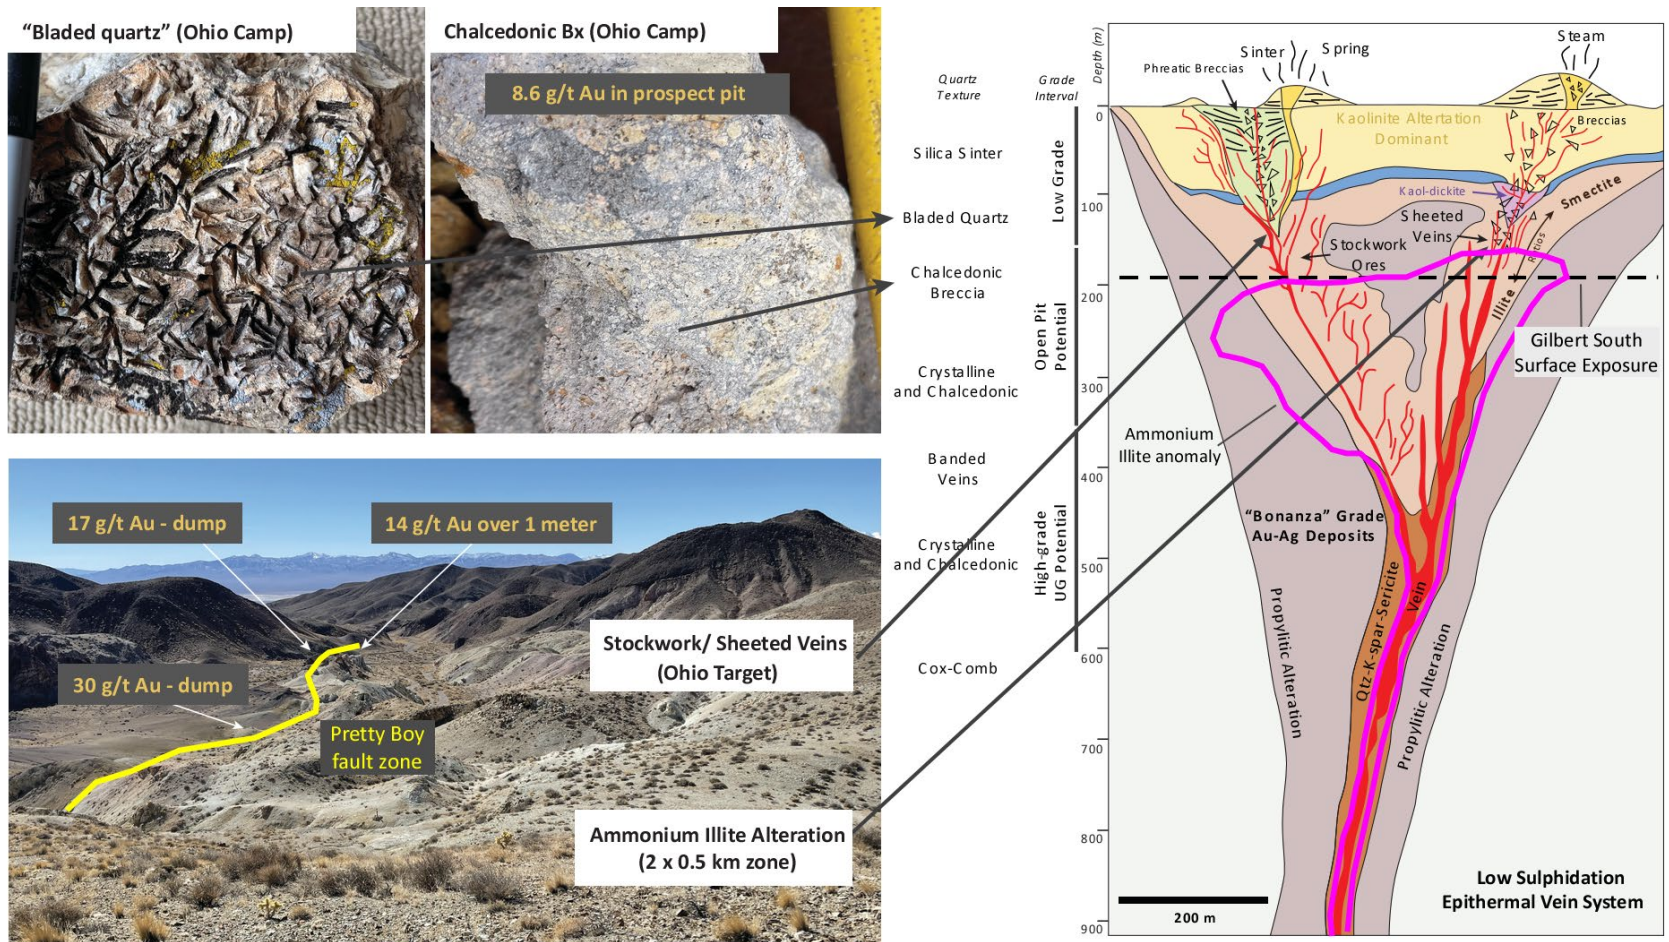 “Bladed quartz” (Ohio Camp)
Chalcedonic Bx (Ohio Camp)
8.6 g/t Au in prospect pit
17 g/t Au - dump
14 g/t Au over 1 meter
30 g/t Au - dump
Pretty Boy
fault zone
Stockwork/ Sheeted Veins
(Ohio Target)
Ammonium Illite Alteration
(2 x 0.5 km zone)
Quartz
Texture
Silica Sinter
Bladed Quartz
Chalcedonic
Breccia
Crystalline
and Chalcedonic
Banded
Veins
Crystalline
and Chalcedonic
Cox-Comb
Grade
Interval
Low Grade
Open Pit
Potential
High-grade
UG Potential
Depth (m)
0
100
200
300
400
500
600
700
800
900
Phreatic Breccias
Sinter
Spring
Steam
Breccias
Kaolinite Altertation
Dominant
Kaol-dickite
Smectite
Sheeted
Veins
Stockwork
Ores
Ratios
Illite
Gilbert South
Surface Exposure
Ammonium
Illite anomaly
“Bonanza” Grade
Au-Ag Deposits
Propylitic Alteration
Qtz-K-spar-Sericite
Vein
Propylitic Alteration
200 m
Low Sulphidation
Epithermal Vein System